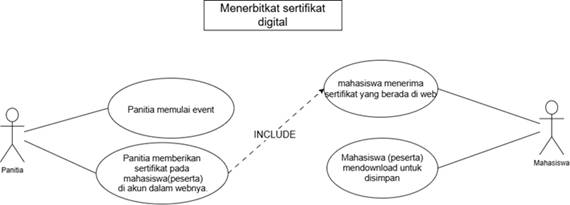 Menerbitkat sertifikat
digital
mahasiswa menerima
sertifikat yang berada di web
Panitia memulai event
INCLUDE
Panitia memberikan
sertifikat pada
mahasiswa(peserta)
di akun dalam webnya.
Mahasiswa (peserta)
mendownload untuk
disimpan
Panitia
Mahasiswa